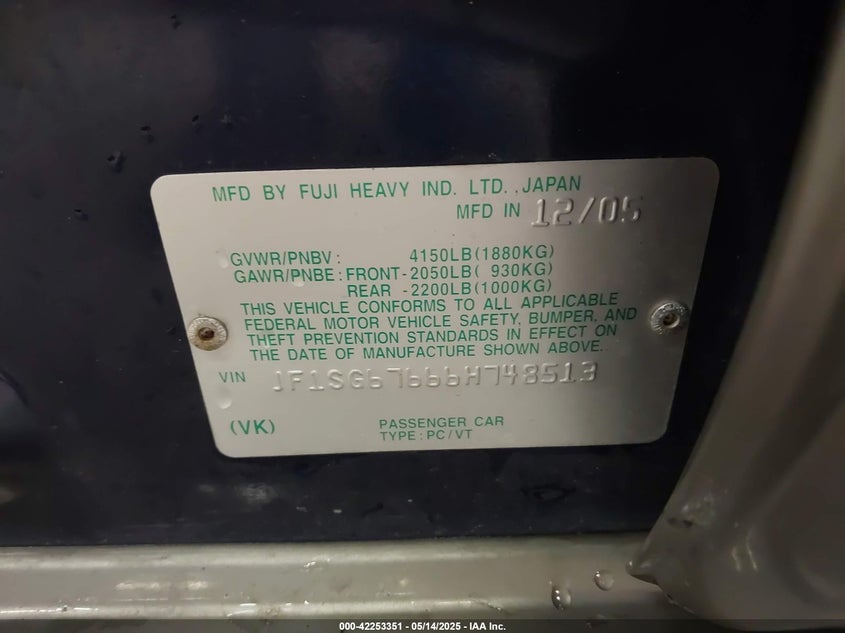 MFD BY FUJI HEAVY IND. LTD. ,JAPAN
MFD IN 12/05
GVWR/PNBV: 4150LB(1880KG)
GAWR/PNBE: FRONT-2050LB( 930KG)
REAR -2200LB(1000KG)
THIS VEHICLE CONFORMS TO ALL APPLICABLE
FEDERAL MOTOR VEHICLE SAFETY, BUMPER, AND
THEFT PREVENTION STANDARDS IN EFFECT ON
THE DATE OF MANUFACTURE SHOWN ABOVE.
VIN JF1SG67666H748513
(VK) PASSENGER CAR
TYPE:PC/VT
000-42253351 — 05/14/2025 - IAA Inc.